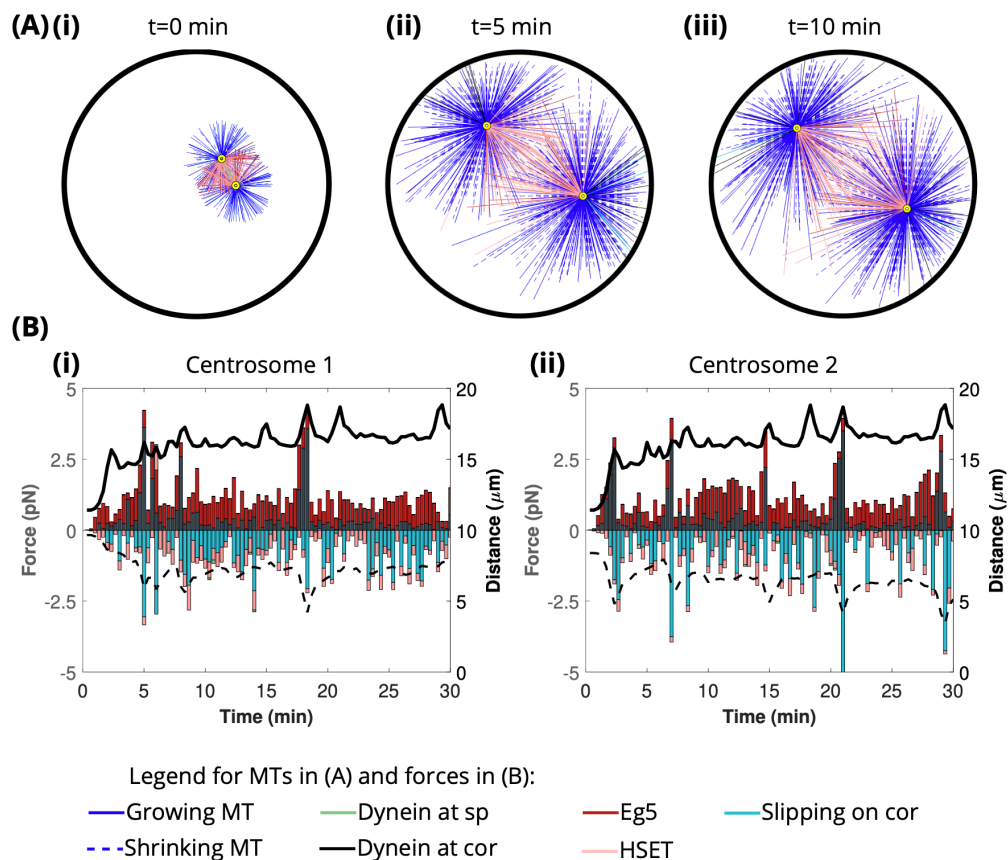 (A) (i) t=0 min (ii) t=5 min (iii) t=10 min
(B)
(i) Centrosome 1 (ii) Centrosome 2
5 20 5 20
2.5 15 2.5 15
0 10 0 10
-2.5 5 -2.5 5
-5 0 -5 0
Force (pN) Distance (μm) Force (pN) Distance (μm)
0 5 10 15 20 25 30 0 5 10 15 20 25 30
Time (min) Time (min)
Legend for MTs in (A) and forces in (B):
Growing MT Dynein at sp Eg5 Slipping on cor
Shrinking MT Dynein at cor HSET